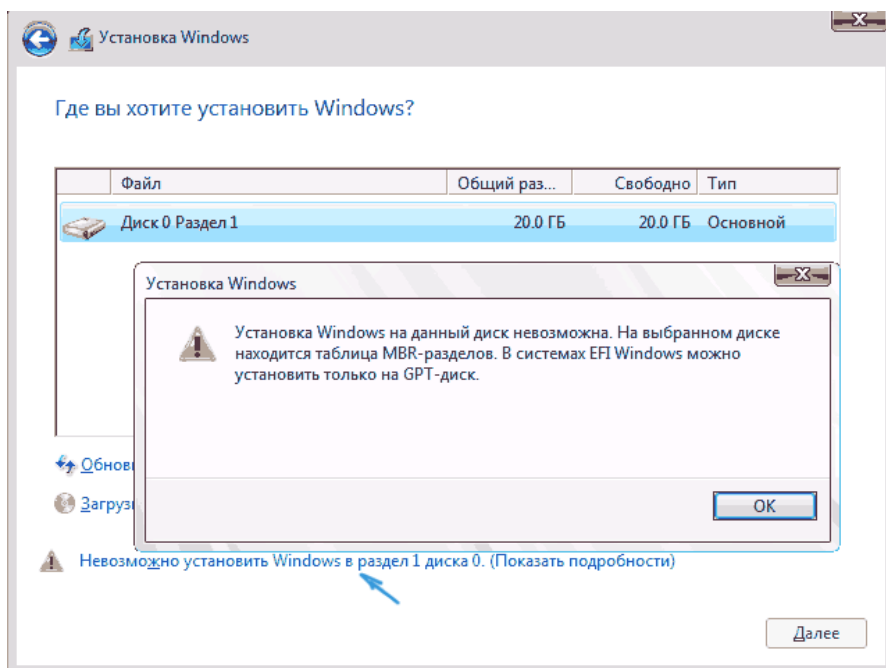 Установка Windows
Где вы хотите установить Windows?
Файл Общий раз... Свободно Тип
Диск 0 Раздел 1 20.0 ГБ 20.0 ГБ Основной
Установка Windows
Установка Windows на данный диск невозможна. На выбранном диске
находится таблица MBR-разделов. В системах EFI Windows можно
установить только на GPT-диск.
OK
Невозможно установить Windows в раздел 1 диска 0. (Показать подробности)
Далее